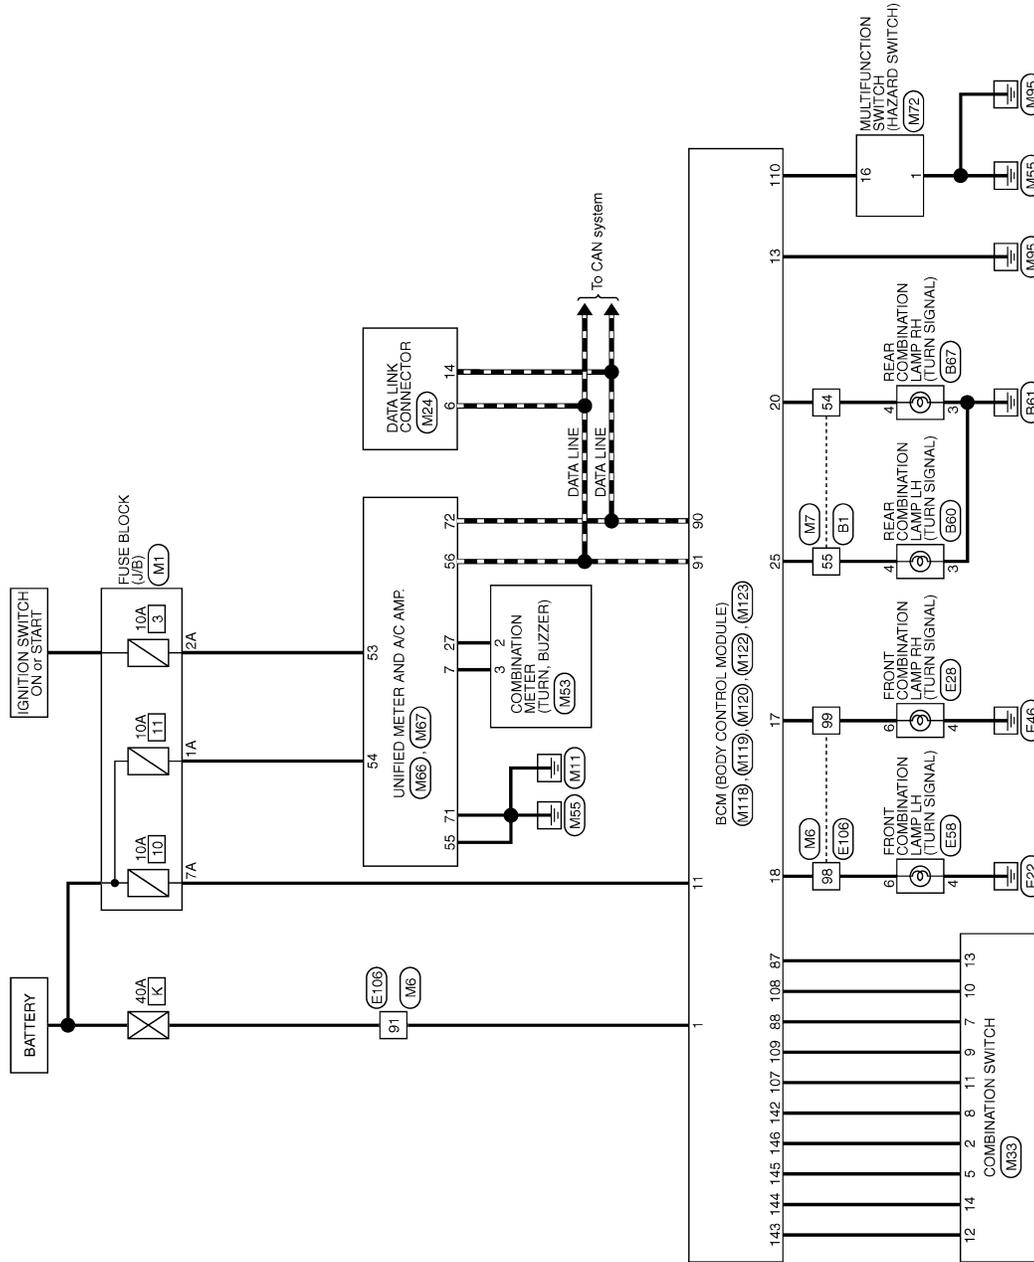 BATTERY
IGNITION SWITCH
ON or START
40A
K
10A
10
10A
11
10A
3
FUSE BLOCK
(J/B)
M1
7A
1A
2A
E106
M6
91
54
53
UNIFIED METER AND A/C AMP.
M66 , M67
55
71
7
27
56
72
M55
M11
3
2
COMBINATION
METER
(TURN, BUZZER)
M53
DATA LINK
CONNECTOR
M24
6
14
DATA LINE
DATA LINE
To CAN system
1
11
91
90
BCM (BODY CONTROL MODULE)
M118 , M119 , M120 , M122 , M123
143
144
145
146
142
107
109
88
108
87
18
17
25
20
13
110
12
14
5
2
8
11
9
7
10
13
COMBINATION SWITCH
M33
98
M6
E106
99
6
FRONT
COMBINATION
LAMP LH
(TURN SIGNAL)
E58
4
6
FRONT
COMBINATION
LAMP RH
(TURN SIGNAL)
E28
4
55
M7
B1
54
4
REAR
COMBINATION
LAMP LH
(TURN SIGNAL)
B60
3
4
REAR
COMBINATION
LAMP RH
(TURN SIGNAL)
B67
3
16
1
MULTIFUNCTION
SWITCH
(HAZARD SWITCH)
M72
E22
E46
B61
M95
M55
M95